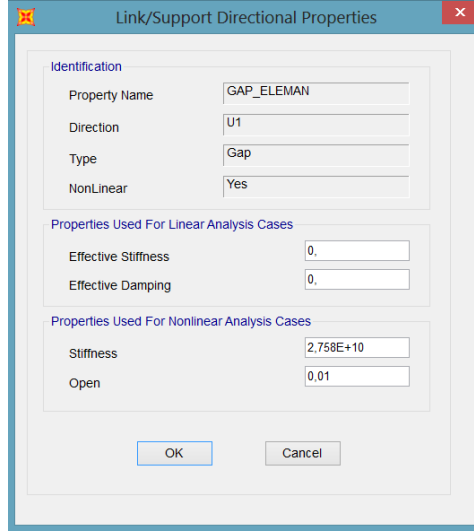 Link/Support Directional Properties
Identification
Property Name GAP_ELEMAN
Direction U1
Type Gap
NonLinear Yes
Properties Used For Linear Analysis Cases
Effective Stiffness 0,
Effective Damping 0,
Properties Used For Nonlinear Analysis Cases
Stiffness 2,758E+10
Open 0,01
OK Cancel